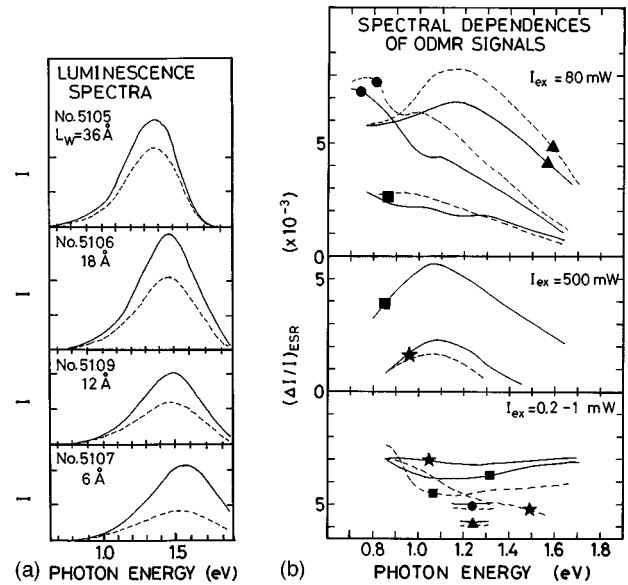 LUMINESCENCE
SPECTRA
No.5105
L_W=36 Å
I
No.5106
18 Å
I
No.5109
12 Å
I
No.5107
6 Å
I
1.0 1.5 (eV)
(a) PHOTON ENERGY
SPECTRAL DEPENDENCES
OF ODMR SIGNALS
I_ex = 80 mW
5
0
(x10⁻³)
I_ex = 500 mW
5
0
(ΔI/I)_ESR
I_ex = 0.2-1 mW
5
0.8 1.0 1.2 1.4 1.6 1.8
(b) PHOTON ENERGY (eV)